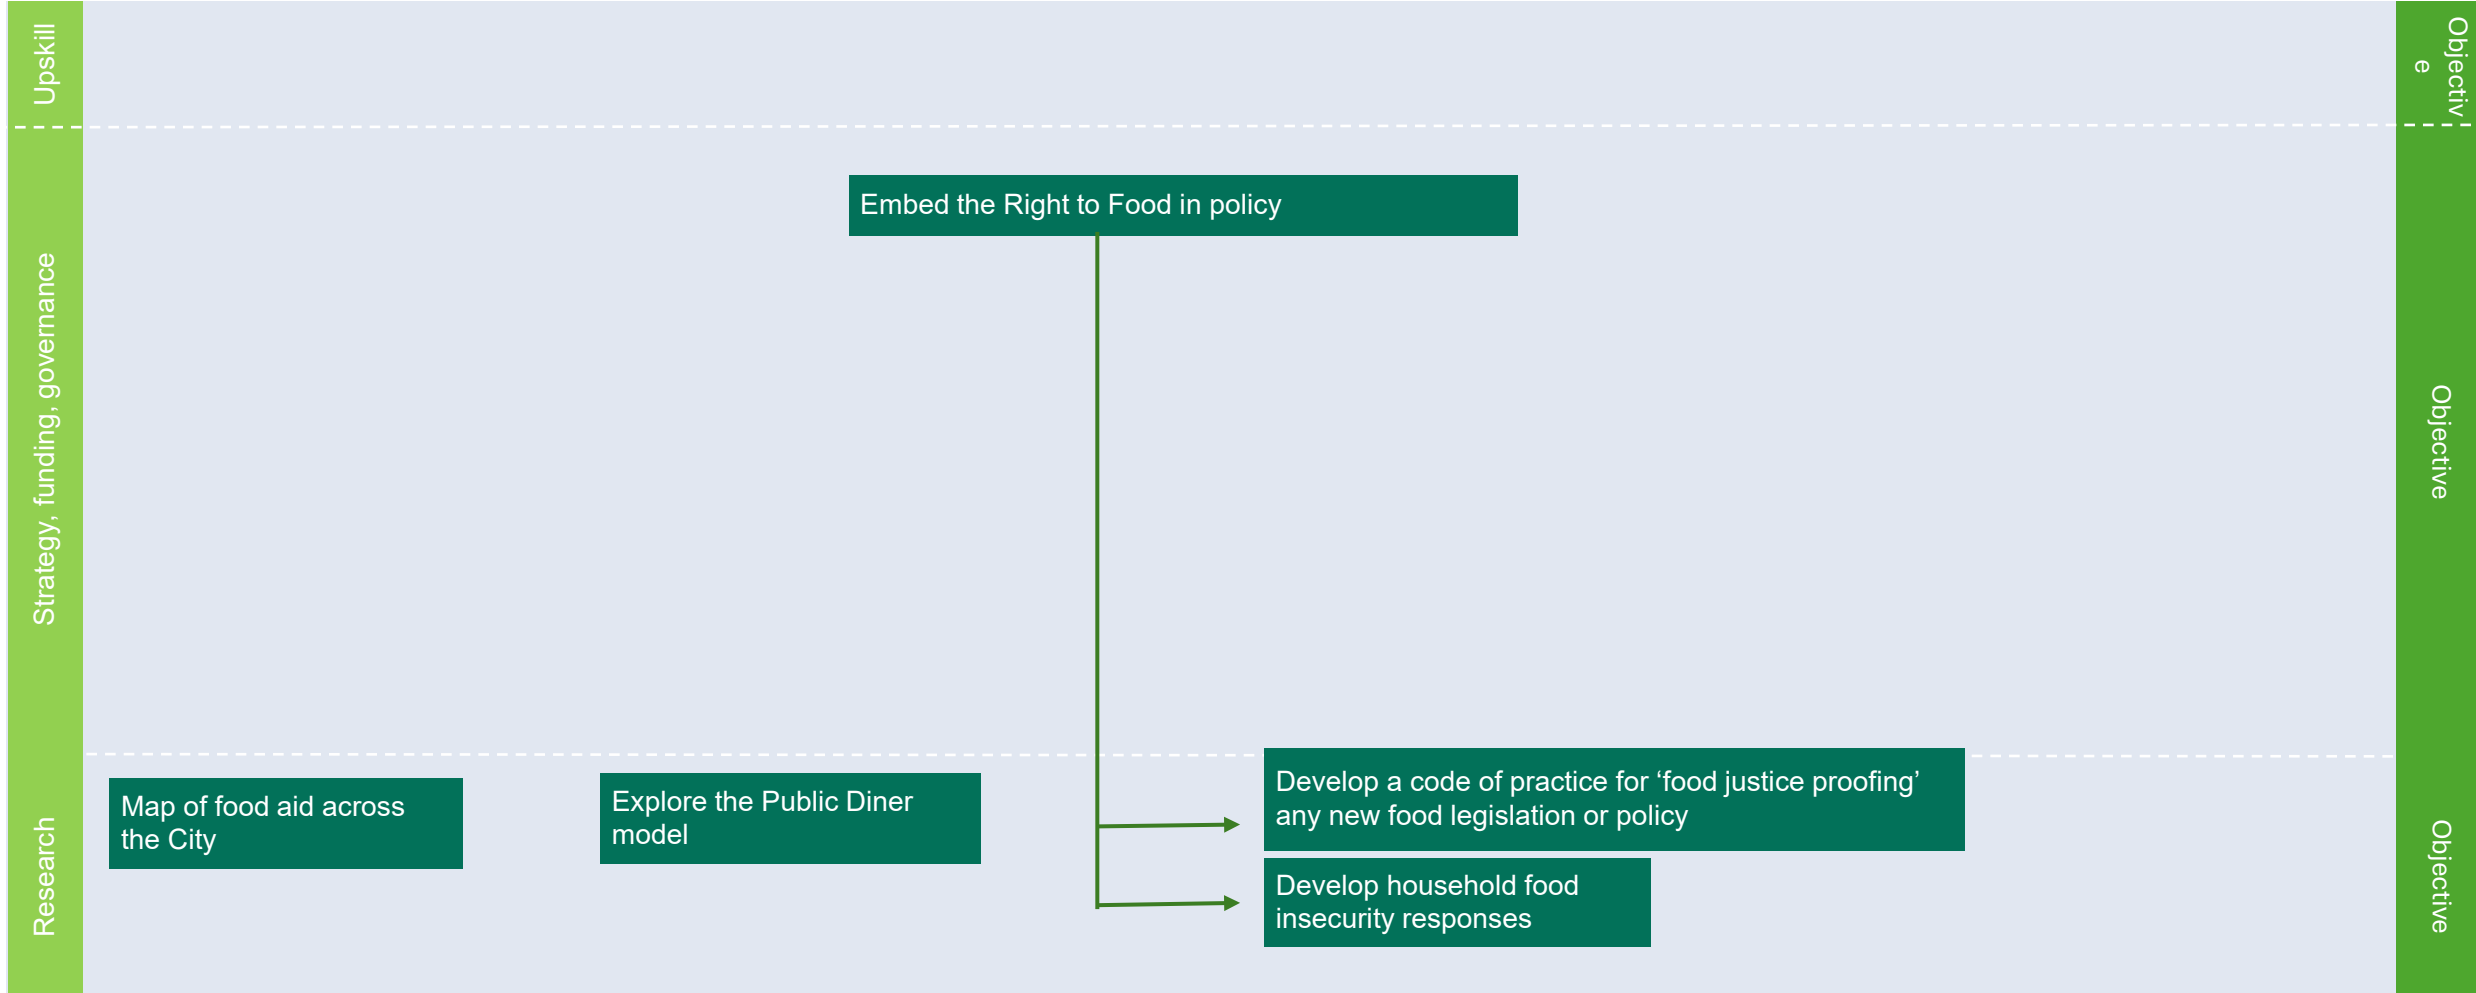 Upskill
Objectiv
e
Embed the Right to Food in policy
Strategy, funding, governance
Objective
Map of food aid across
the City
Explore the Public Diner
model
Develop a code of practice for ‘food justice proofing’
any new food legislation or policy
Develop household food
insecurity responses
Research
Objective